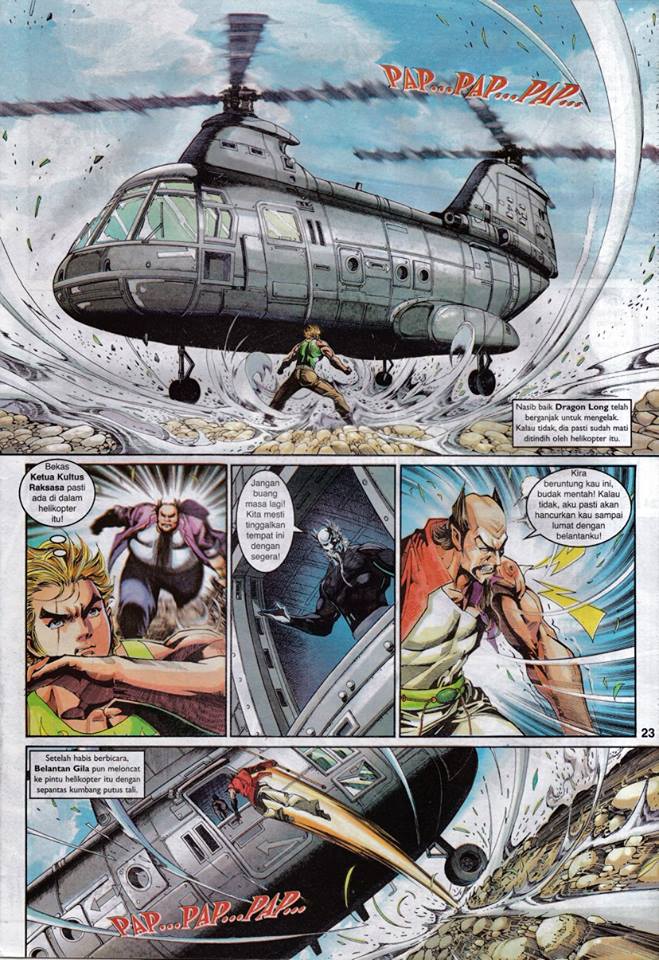 PAP...PAP...PAP...
Nasib baik Dragon Long telah
berganjak untuk mengelak.
Kalau tidak, dia pasti sudah mati
ditindih oleh helikopter itu.
Bekas
Ketua Kultus
Raksasa pasti
ada di dalam
helikopter
itu!
Jangan
buang
masa lagi!
Kita mesti
tinggalkan
tempat ini
dengan
segera!
Kira
beruntung kau ini,
budak mentah! Kalau
tidak, aku pasti akan
hancurkan kau sampai
lumat dengan
belantanku!
23
Setelah habis berbicara,
Belantan Gila pun meloncat
ke pintu helikopter itu dengan
sepantas kumbang putus tali.
PAP...PAP...PAP...